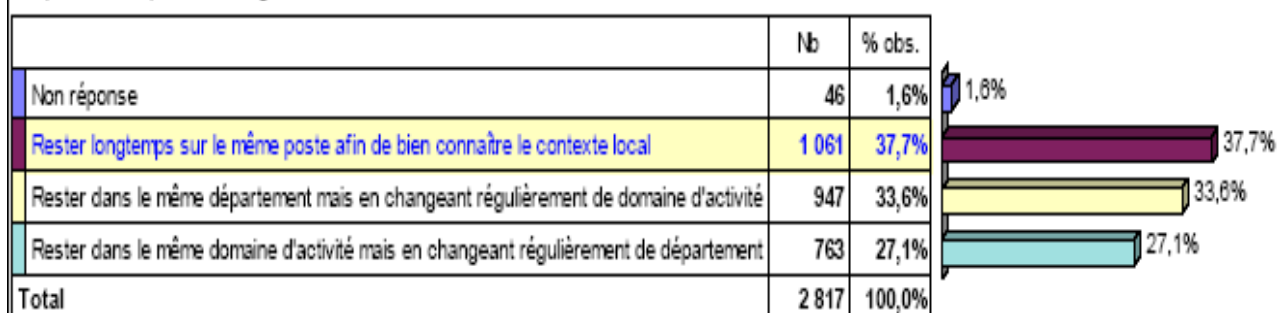 Nb % obs.
Non réponse 46 1,6% 1,6%
Rester longtemps sur le même poste afin de bien connaître le contexte local 1 061 37,7% 37,7%
Rester dans le même département mais en changeant régulièrement de domaine d'activité 947 33,6% 33,6%
Rester dans le même domaine d'activité mais en changeant régulièrement de département 763 27,1% 27,1%
Total 2 817 100,0%